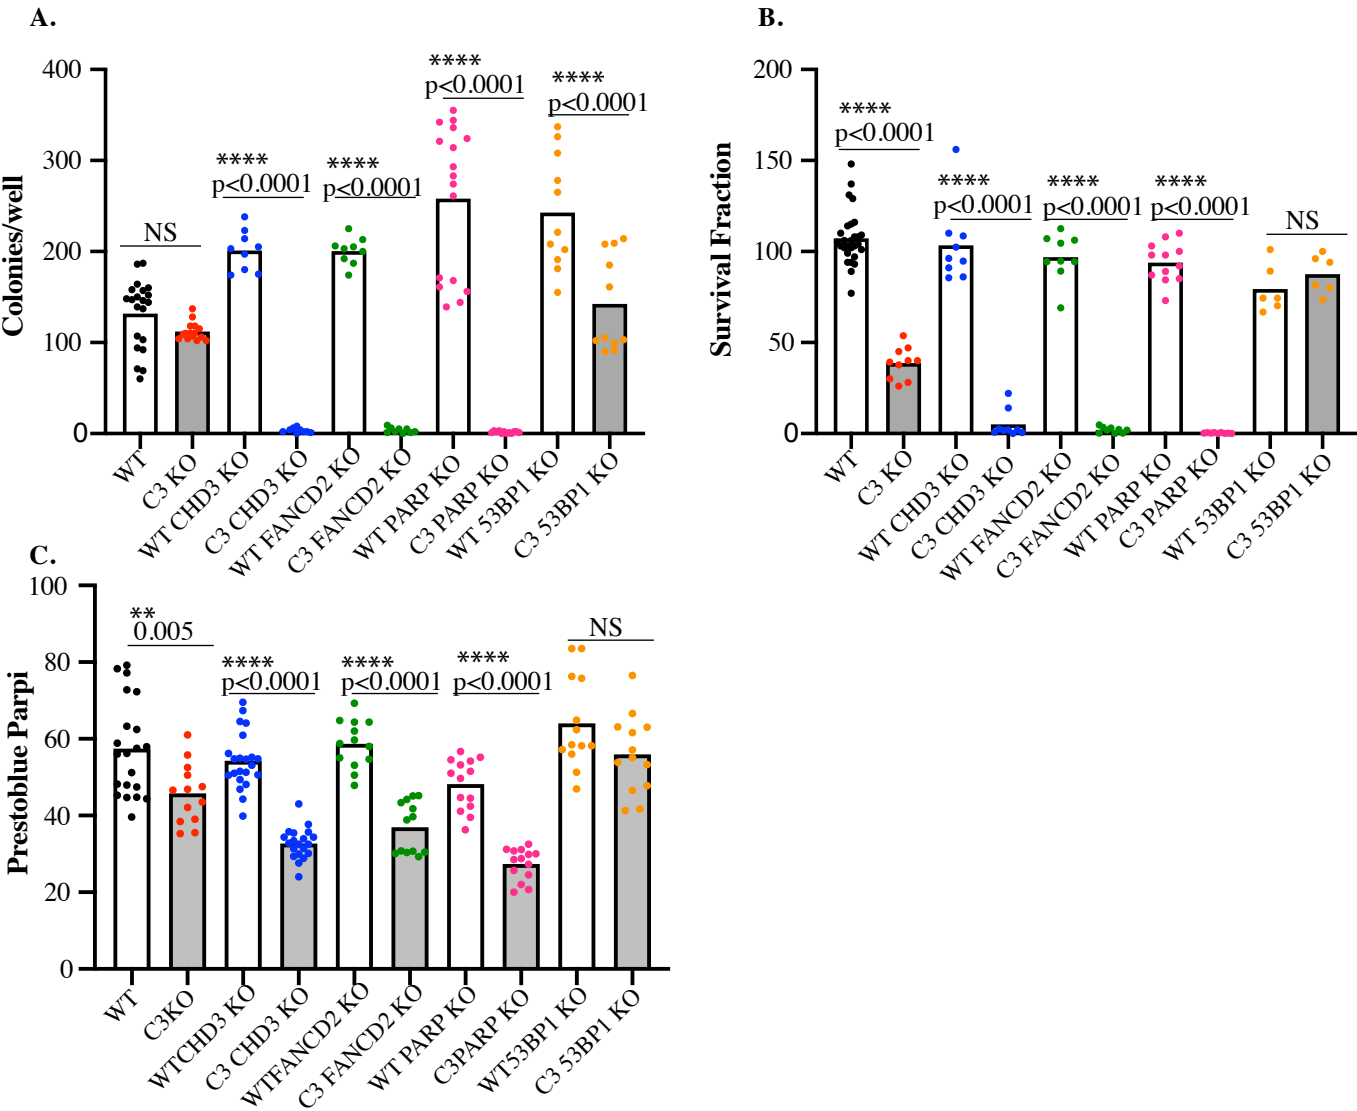 A.
400
300
200
100
0
Colonies/well
NS
****
p<0.0001
****
p<0.0001
****
p<0.0001
****
p<0.0001
WT
C3 KO
WT CHD3 KO
C3 CHD3 KO
WT FANCD2 KO
C3 FANCD2 KO
WT PARP KO
C3 PARP KO
WT 53BP1 KO
C3 53BP1 KO
B.
200
150
100
50
0
Survival Fraction
****
p<0.0001
****
p<0.0001
****
p<0.0001
****
p<0.0001
NS
WT
C3 KO
WT CHD3 KO
C3 CHD3 KO
WT FANCD2 KO
C3 FANCD2 KO
WT PARP KO
C3 PARP KO
WT 53BP1 KO
C3 53BP1 KO
C.
100
80
60
40
20
0
Prestoblue Parpi
**
0.005
****
p<0.0001
****
p<0.0001
****
p<0.0001
NS
WT
C3KO
WTCHD3 KO
C3 CHD3 KO
WTFANCD2 KO
C3 FANCD2 KO
WT PARP KO
C3PARP KO
WT53BP1 KO
C3 53BP1 KO